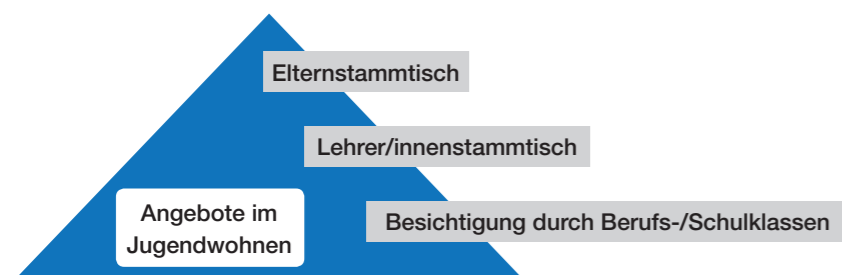 Elternstammtisch
Lehrer/innenstammtisch
Angebote im
Jugendwohnen
Besichtigung durch Berufs-/Schulklassen